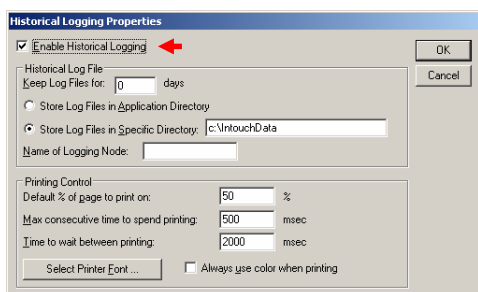 Historical Logging Properties
Enable Historical Logging
OK
Historical Log File
Cancel
Keep Log Files for: 0 days
Store Log Files in Application Directory
Store Log Files in Specific Directory: c:\IntouchData
Name of Logging Node:
Printing Control
Default % of page to print on: 50 %
Max consecutive time to spend printing: 500 msec
Time to wait between printing: 2000 msec
Select Printer Font ... Always use color when printing